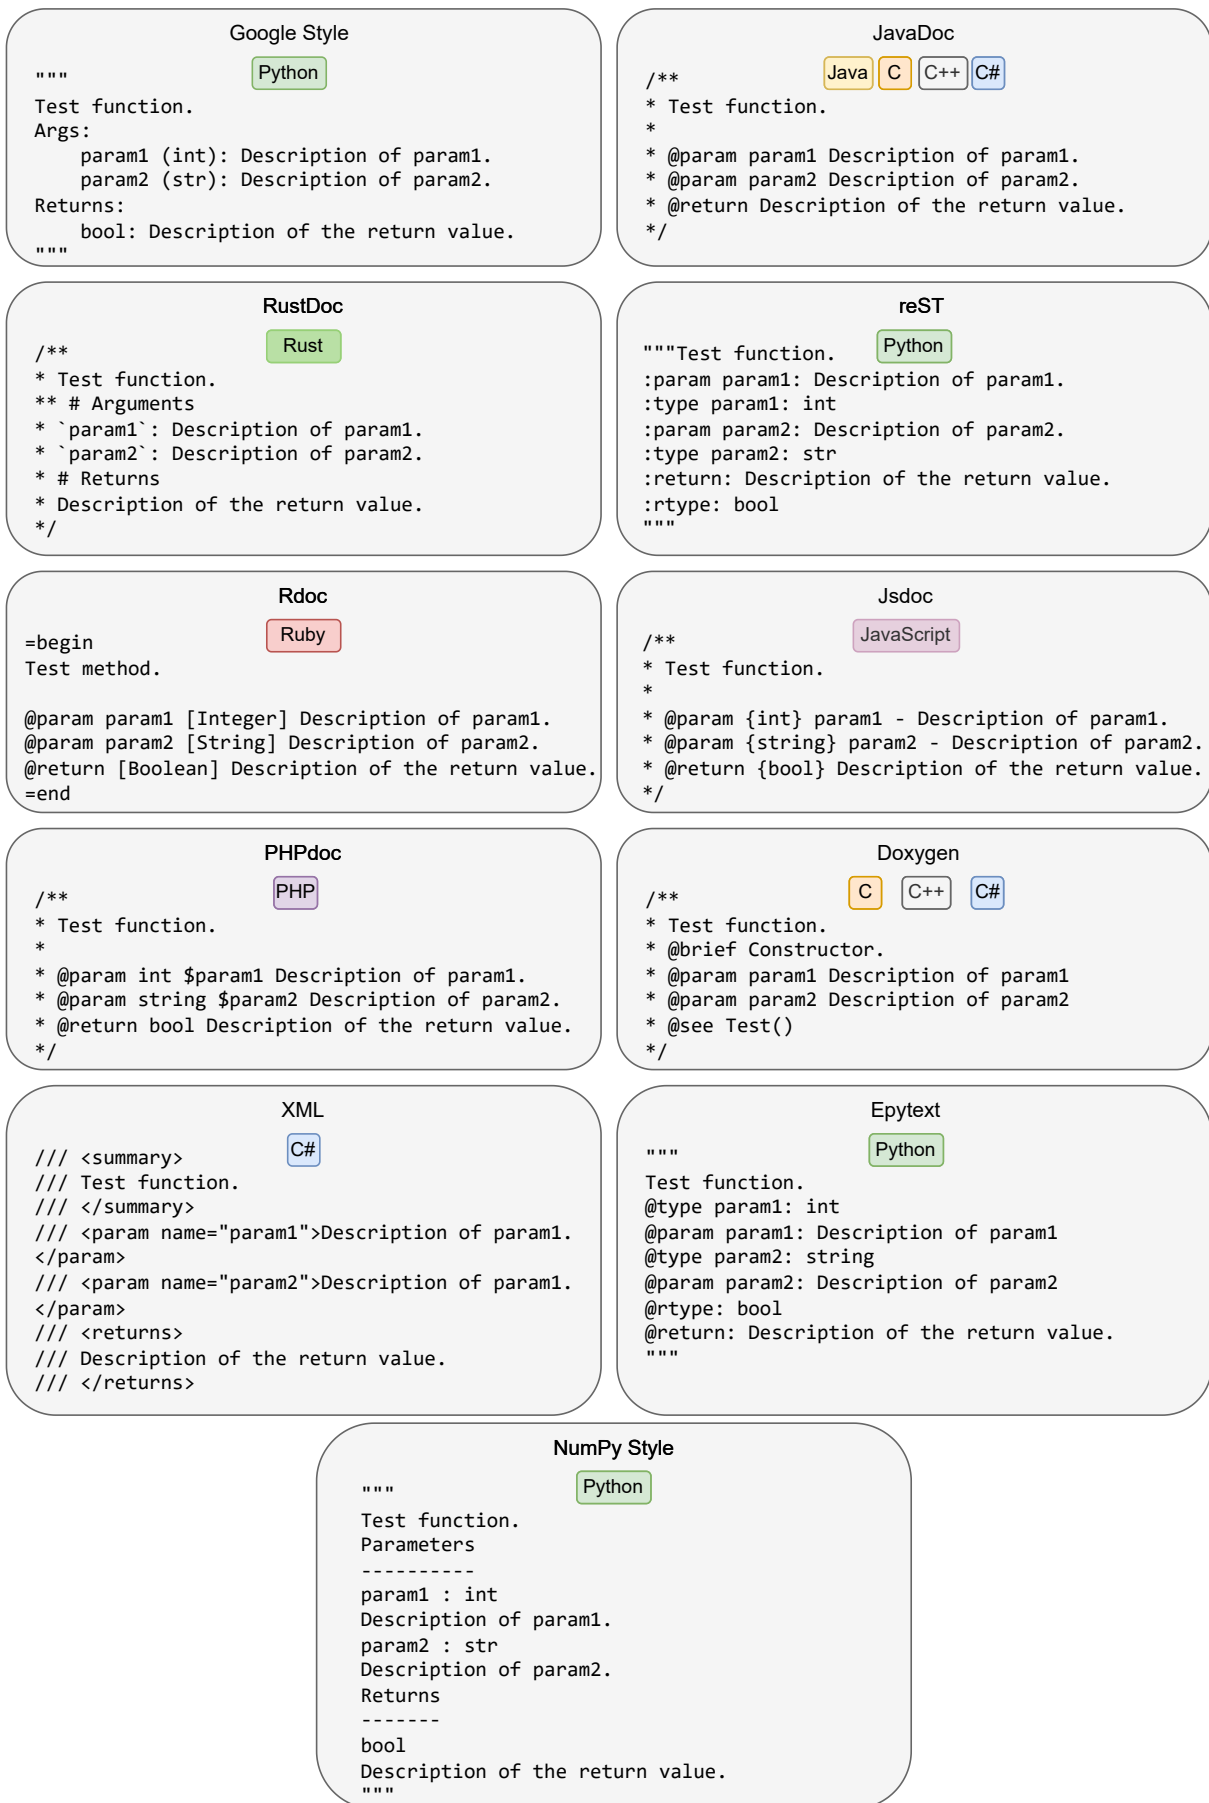 Google Style
Python
"""
Test function.
Args:
    param1 (int): Description of param1.
    param2 (str): Description of param2.
Returns:
    bool: Description of the return value.
"""
JavaDoc
Java C C++ C#
/**
* Test function.
*
* @param param1 Description of param1.
* @param param2 Description of param2.
* @return Description of the return value.
*/
RustDoc
Rust
/**
* Test function.
** # Arguments
* `param1`: Description of param1.
* `param2`: Description of param2.
* # Returns
* Description of the return value.
*/
reST
Python
"""Test function.
:param param1: Description of param1.
:type param1: int
:param param2: Description of param2.
:type param2: str
:return: Description of the return value.
:rtype: bool
"""
Rdoc
Ruby
=begin
Test method.
@param param1 [Integer] Description of param1.
@param param2 [String] Description of param2.
@return [Boolean] Description of the return value.
=end
Jsdoc
JavaScript
/**
* Test function.
*
* @param {int} param1 - Description of param1.
* @param {string} param2 - Description of param2.
* @return {bool} Description of the return value.
*/
PHPdoc
PHP
/**
* Test function.
*
* @param int $param1 Description of param1.
* @param string $param2 Description of param2.
* @return bool Description of the return value.
*/
Doxygen
C C++ C#
/**
* Test function.
* @brief Constructor.
* @param param1 Description of param1
* @param param2 Description of param2
* @see Test()
*/
XML
C#
/// <summary>
/// Test function.
/// </summary>
/// <param name="param1">Description of param1.
</param>
/// <param name="param2">Description of param1.
</param>
/// <returns>
/// Description of the return value.
/// </returns>
Epytext
Python
"""
Test function.
@type param1: int
@param param1: Description of param1
@type param2: string
@param param2: Description of param2
@rtype: bool
@return: Description of the return value.
"""
NumPy Style
Python
"""
Test function.
Parameters
----------
param1 : int
Description of param1.
param2 : str
Description of param2.
Returns
-------
bool
Description of the return value.
"""